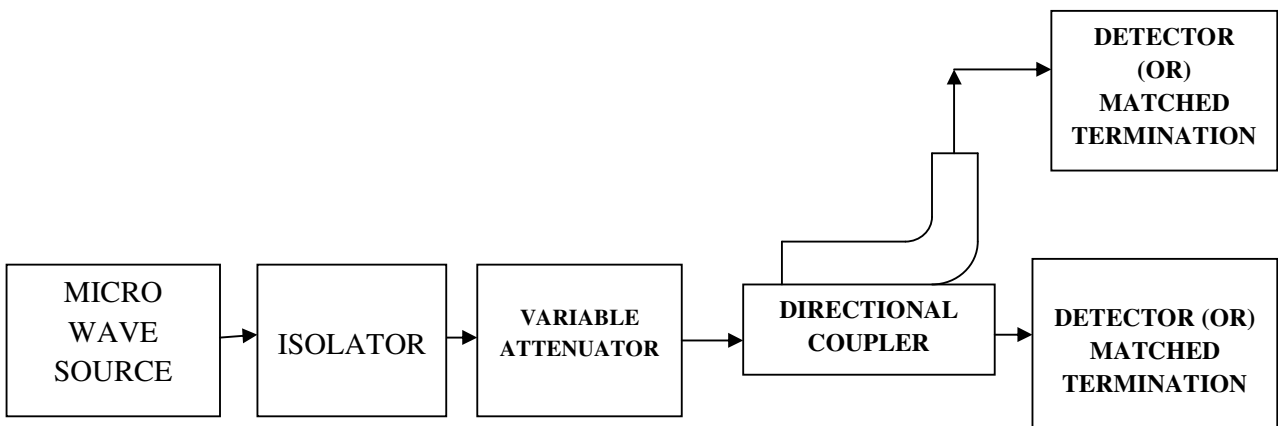 DETECTOR
(OR)
MATCHED
TERMINATION
MICRO
WAVE
SOURCE
ISOLATOR
VARIABLE
ATTENUATOR
DIRECTIONAL
COUPLER
DETECTOR (OR)
MATCHED
TERMINATION